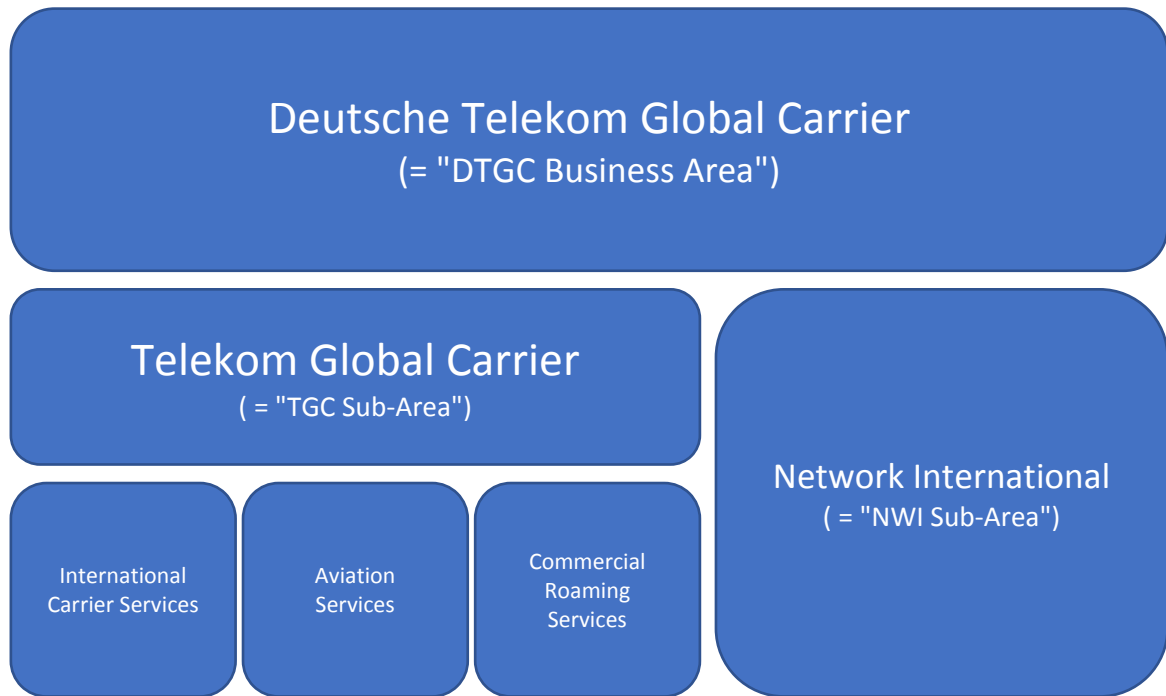 Deutsche Telekom Global Carrier
(= "DTGC Business Area")
Telekom Global Carrier
( = "TGC Sub-Area")
Network International
( = "NWI Sub-Area")
International
Carrier Services
Aviation
Services
Commercial
Roaming
Services